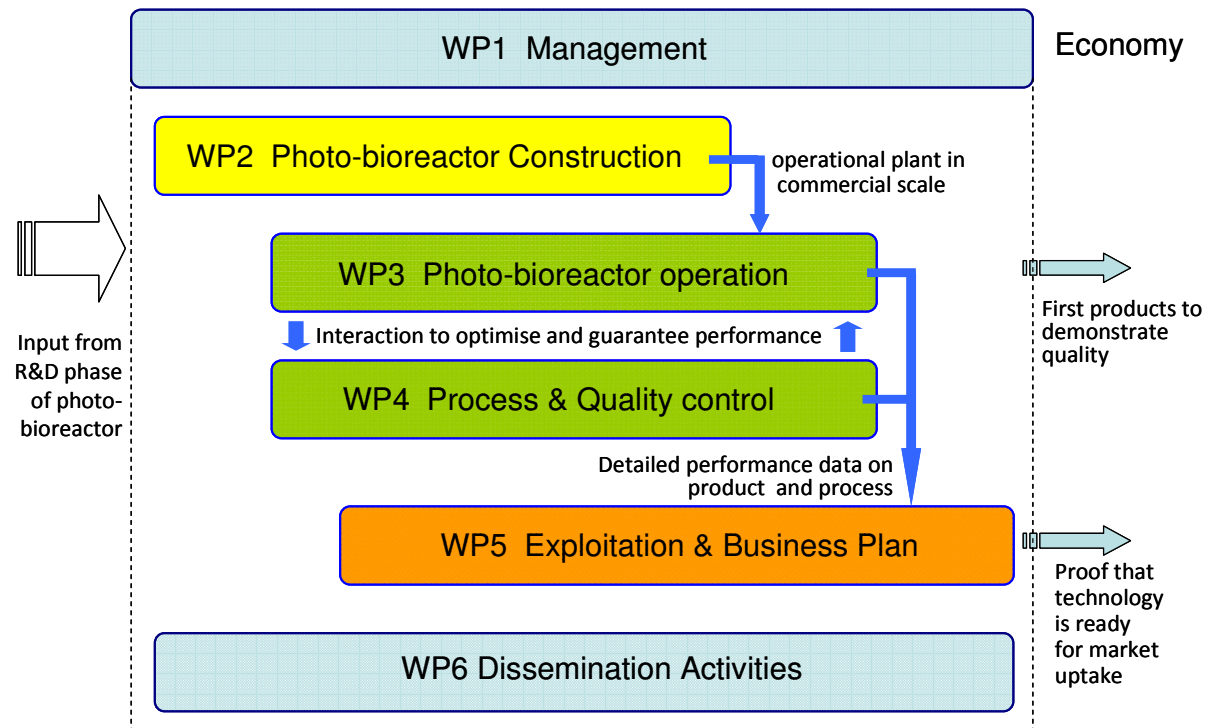 WP1 Management
Economy
WP2 Photo-bioreactor Construction
operational plant in
commercial scale
WP3 Photo-bioreactor operation
Input from
R&D phase
of photo-
bioreactor
Interaction to optimise and guarantee performance
First products to
demonstrate
quality
WP4 Process & Quality control
Detailed performance data on
product and process
WP5 Exploitation & Business Plan
Proof that
technology
is ready
for market
uptake
WP6 Dissemination Activities